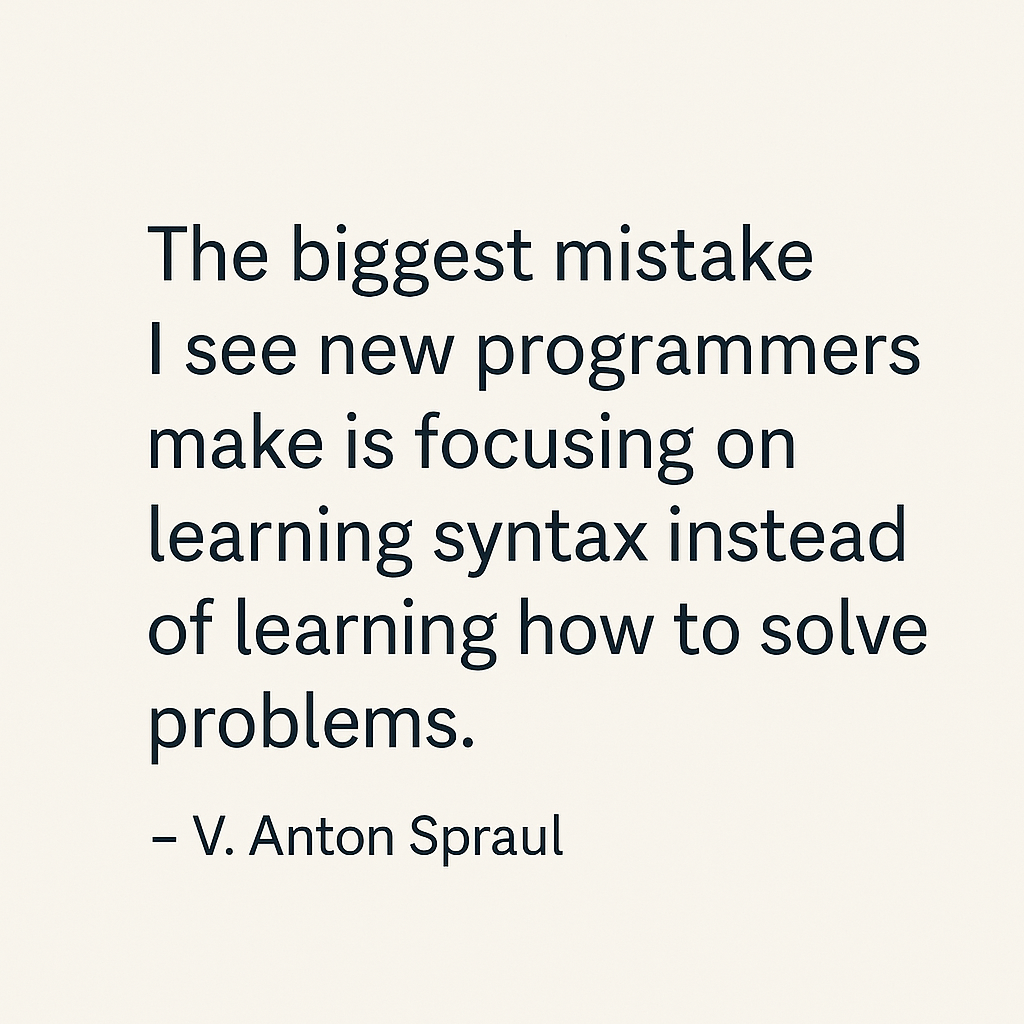 The biggest mistake
I see new programmers
make is focusing on
learning syntax instead
of learning how to solve
problems.
– V. Anton Spraul